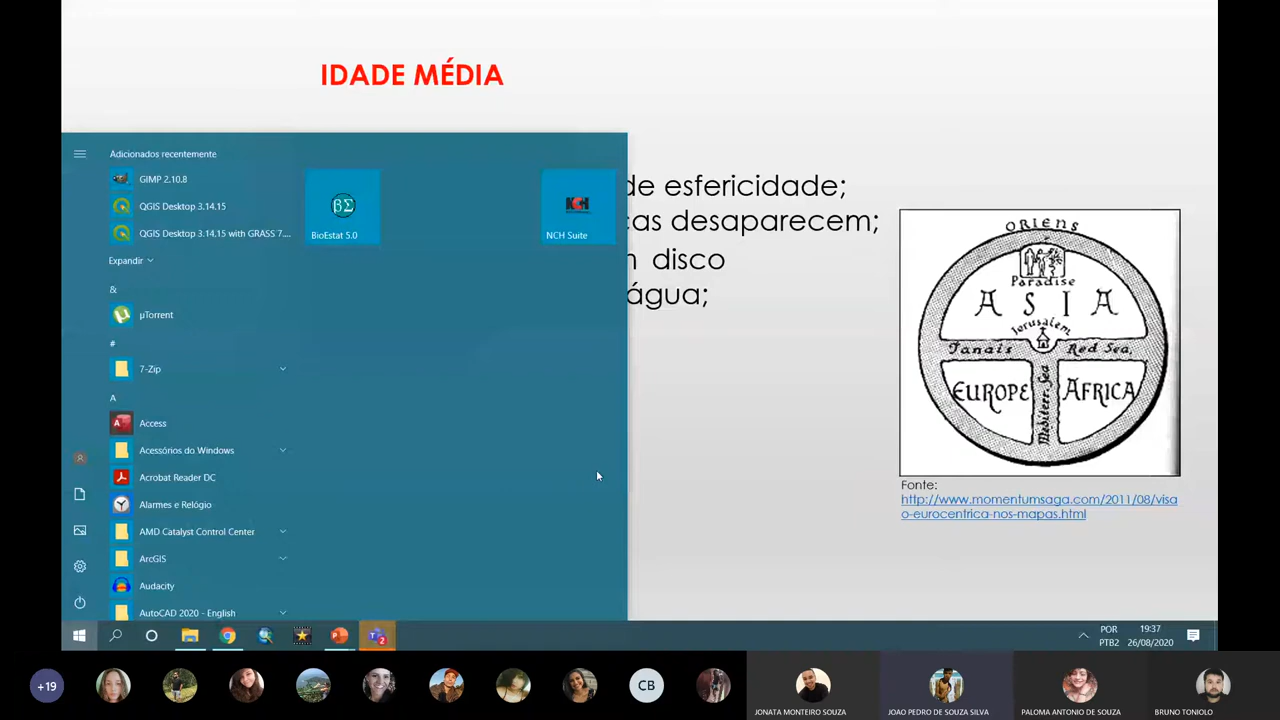 IDADE MÉDIA
Adicionados recentemente
GIMP 2.10.8
QGIS Desktop 3.14.15
QGIS Desktop 3.14.15 with GRASS 7....
Expandir
&
µTorrent
#
7-Zip
A
Access
Acessórios do Windows
Acrobat Reader DC
Alarmes e Relógio
AMD Catalyst Control Center
ArcGIS
Audacity
AutoCAD 2020 - English
βΣ
BioEstat 5.0
NCH
NCH Suite
de esfericidade;
as desaparecem;
disco
água;
ORIENS
Paradise
ASIA
Jerusalem
Tanais Red Sea
EUROPE AFRICA
Mediterr. Sea
Fonte:
http://www.momentumsaga.com/2011/08/visa
o-eurocentrica-nos-mapas.html
2
POR
PTB2
19:37
26/08/2020
+19
CB
JONATA MONTEIRO SOUZA
JOAO PEDRO DE SOUZA SILVA
PALOMA ANTONIO DE SOUZA
BRUNO TONIOLO